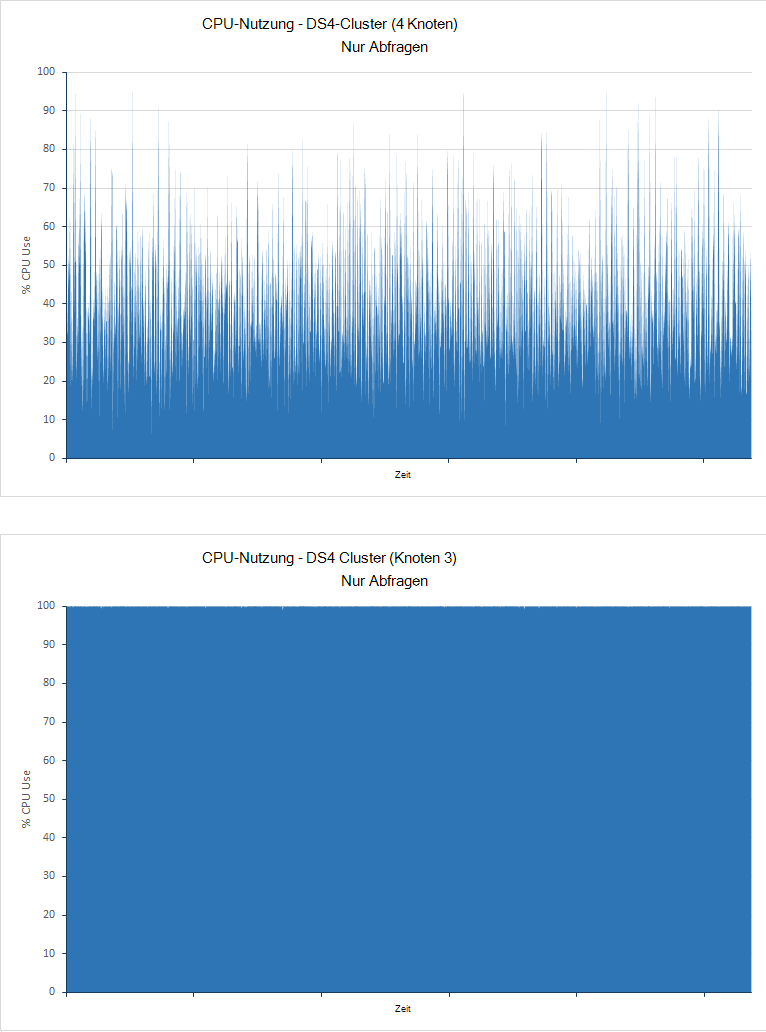 CPU-Nutzung - DS4-Cluster (4 Knoten)
Nur Abfragen
100
90
80
70
60
50
40
30
20
10
0
% CPU Use
Zeit
CPU-Nutzung - DS4 Cluster (Knoten 3)
Nur Abfragen
100
90
80
70
60
50
40
30
20
10
0
% CPU Use
Zeit